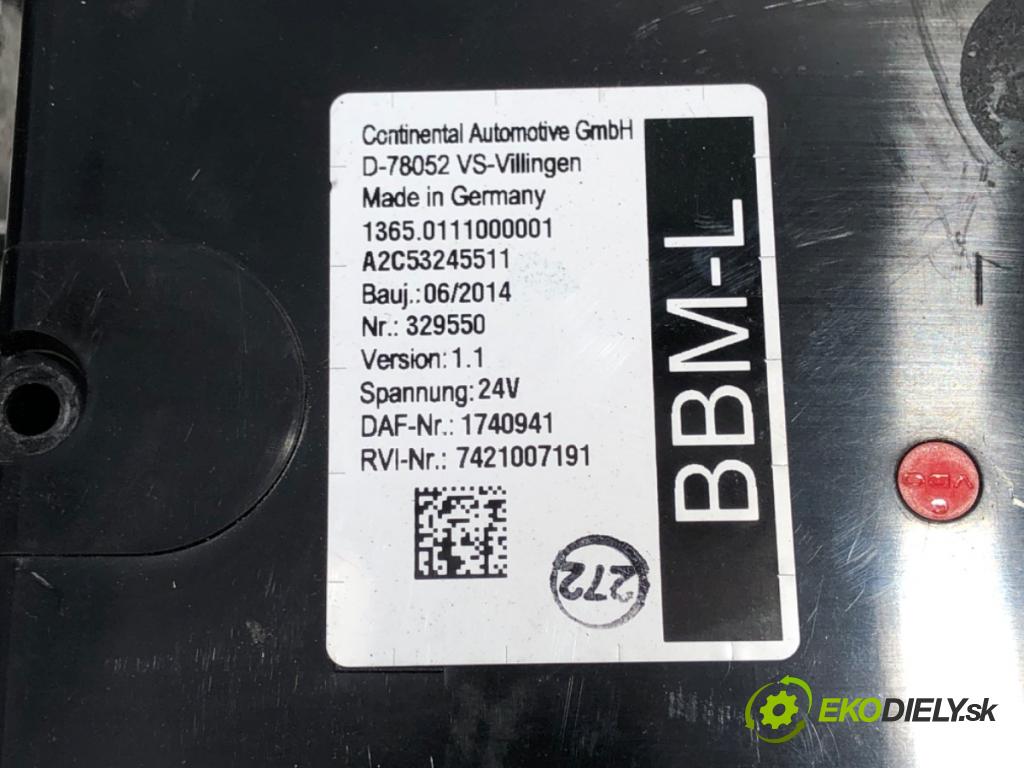 Continental Automotive GmbH
D-78052 VS-Villingen
Made in Germany
1365.0111000001
A2C53245511
Bauj.:06/2014
Nr.: 329550
Version: 1.1
Spannung: 24V
DAF-Nr.: 1740941
RVI-Nr.: 7421007191
BBM-L
272
VDO
EKODIELY.sk